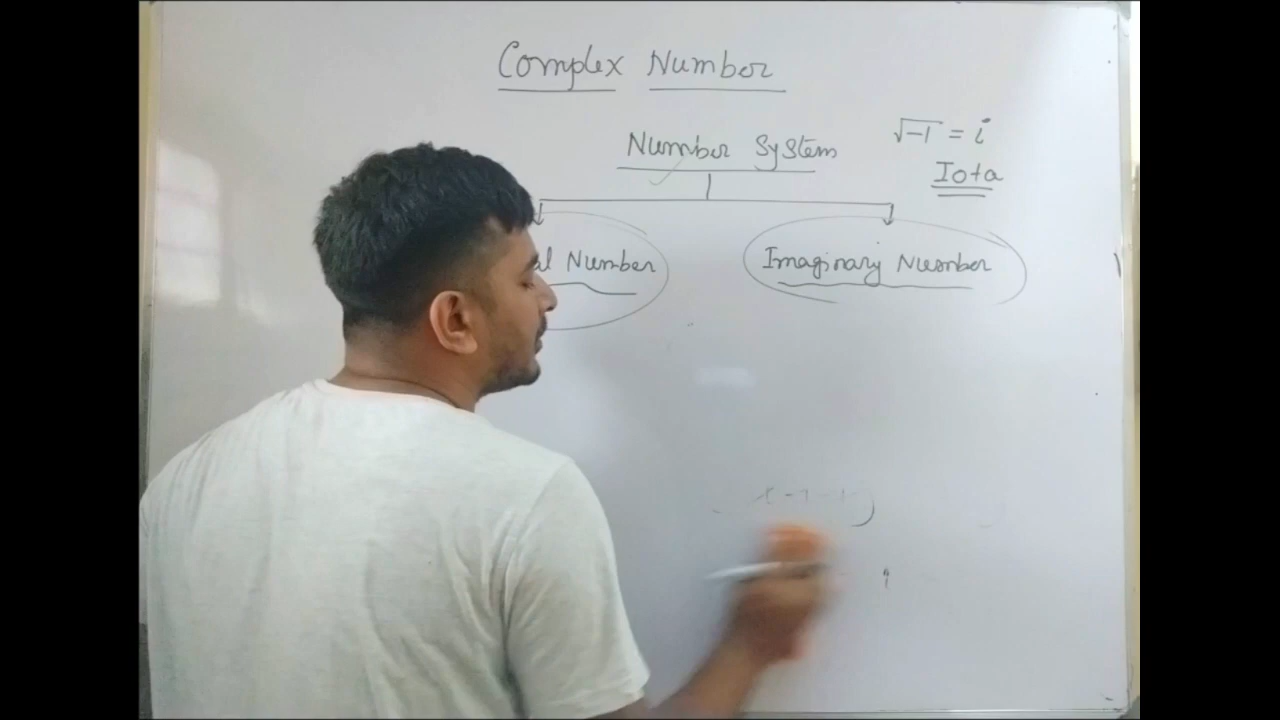 Complex Number
Number System
√-1 = i
Iota
al Number
Imaginary Number